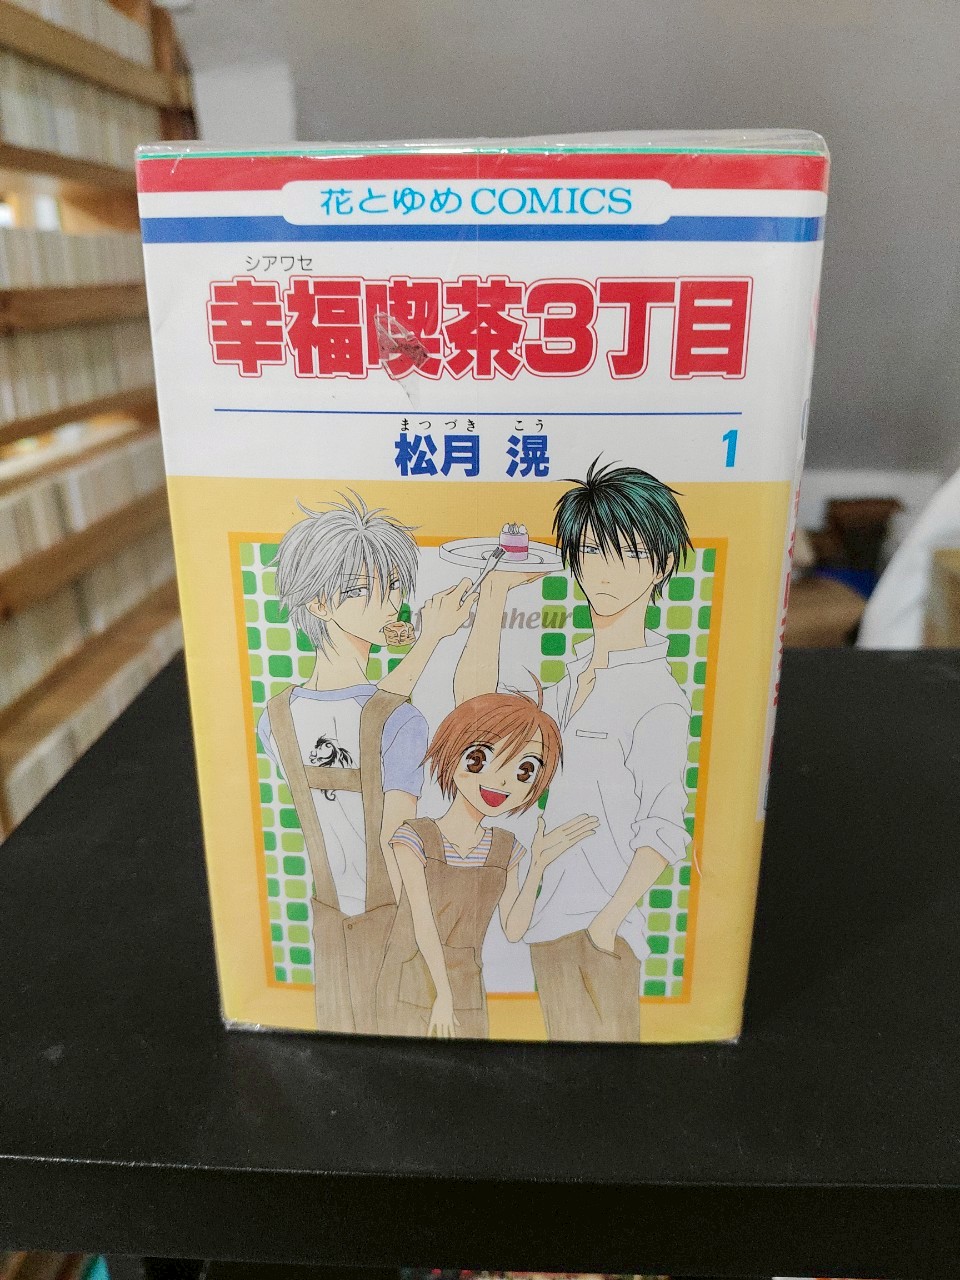 花とゆめCOMICS
シアワセ
幸福喫茶3丁目
まつづき こう
松月 滉
1